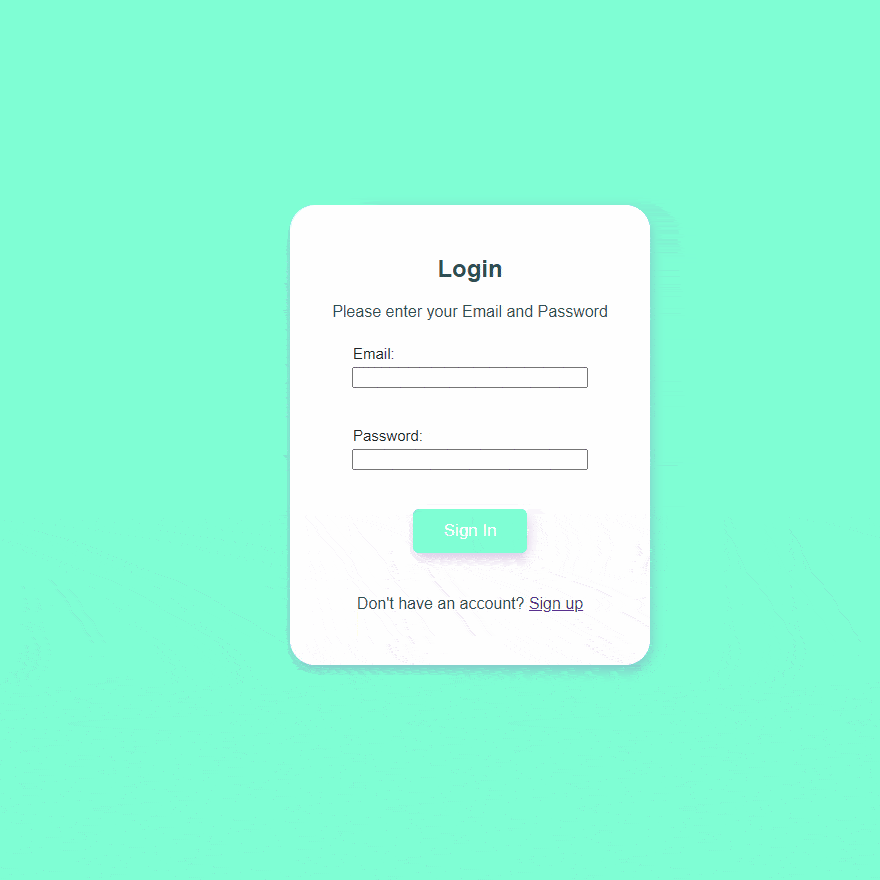 Login
Please enter your Email and Password
Email:
Password:
Sign In
Don't have an account? Sign up